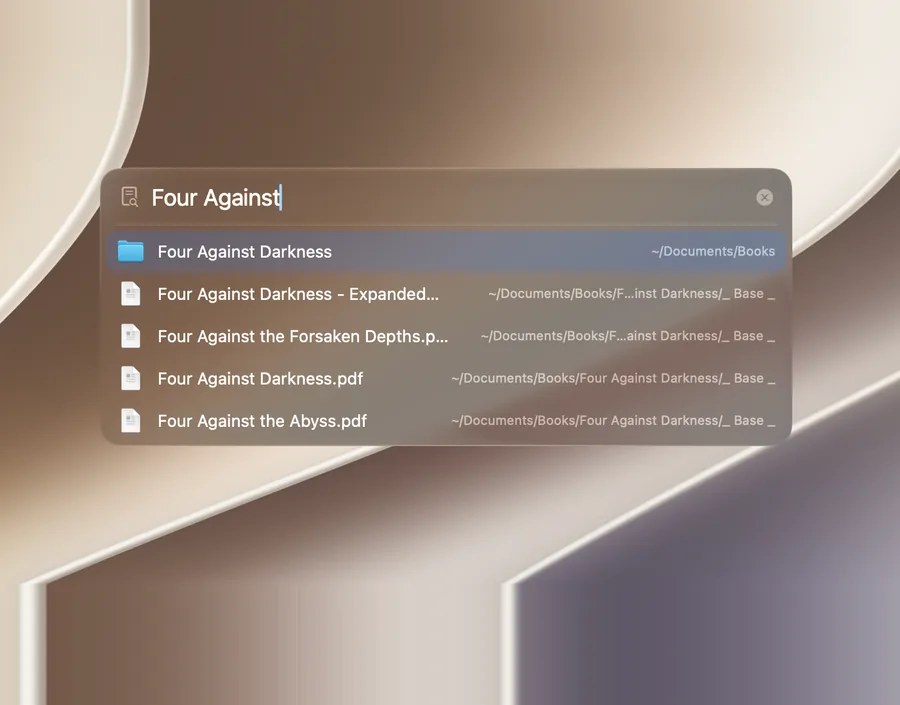 Four Against
Four Against Darkness ~/Documents/Books
Four Against Darkness - Expanded... ~/Documents/Books/F...inst Darkness/_ Base _
Four Against the Forsaken Depths.p... ~/Documents/Books/F...ainst Darkness/_ Base _
Four Against Darkness.pdf ~/Documents/Books/Four Against Darkness/_ Base _
Four Against the Abyss.pdf ~/Documents/Books/Four Against Darkness/_ Base _